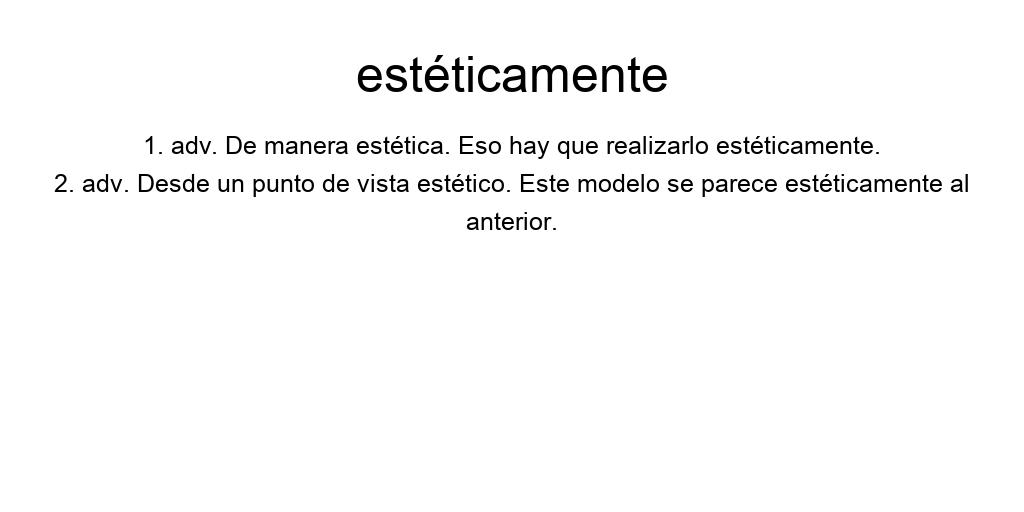 estéticamente
1. adv. De manera estética. Eso hay que realizarlo estéticamente.
2. adv. Desde un punto de vista estético. Este modelo se parece estéticamente al
anterior.